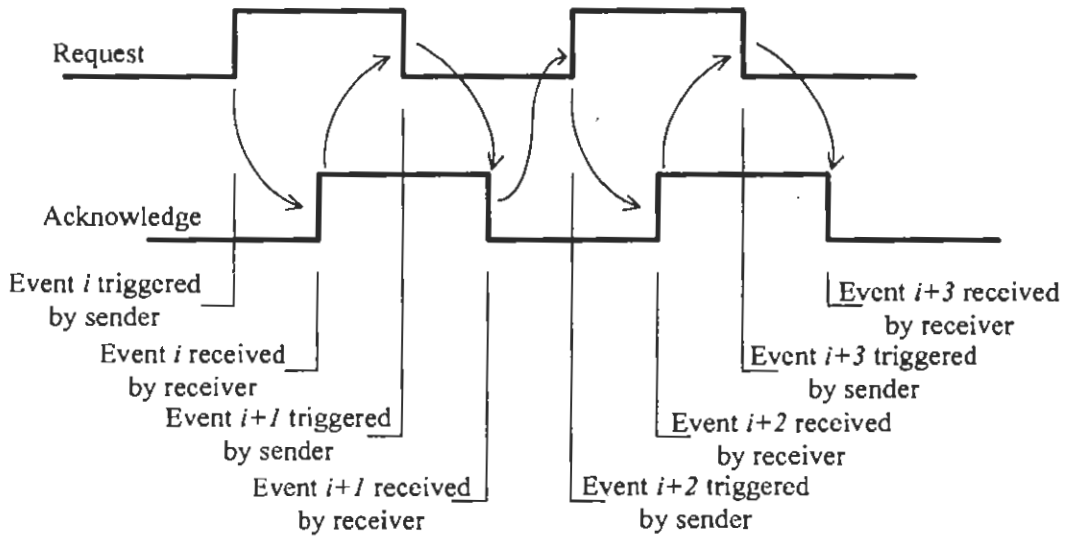 Request
Acknowledge
Event i triggered
by sender
Event i received
by receiver
Event i+1 triggered
by sender
Event i+1 received
by receiver
Event i+2 triggered
by sender
Event i+2 received
by receiver
Event i+3 triggered
by sender
Event i+3 received
by receiver